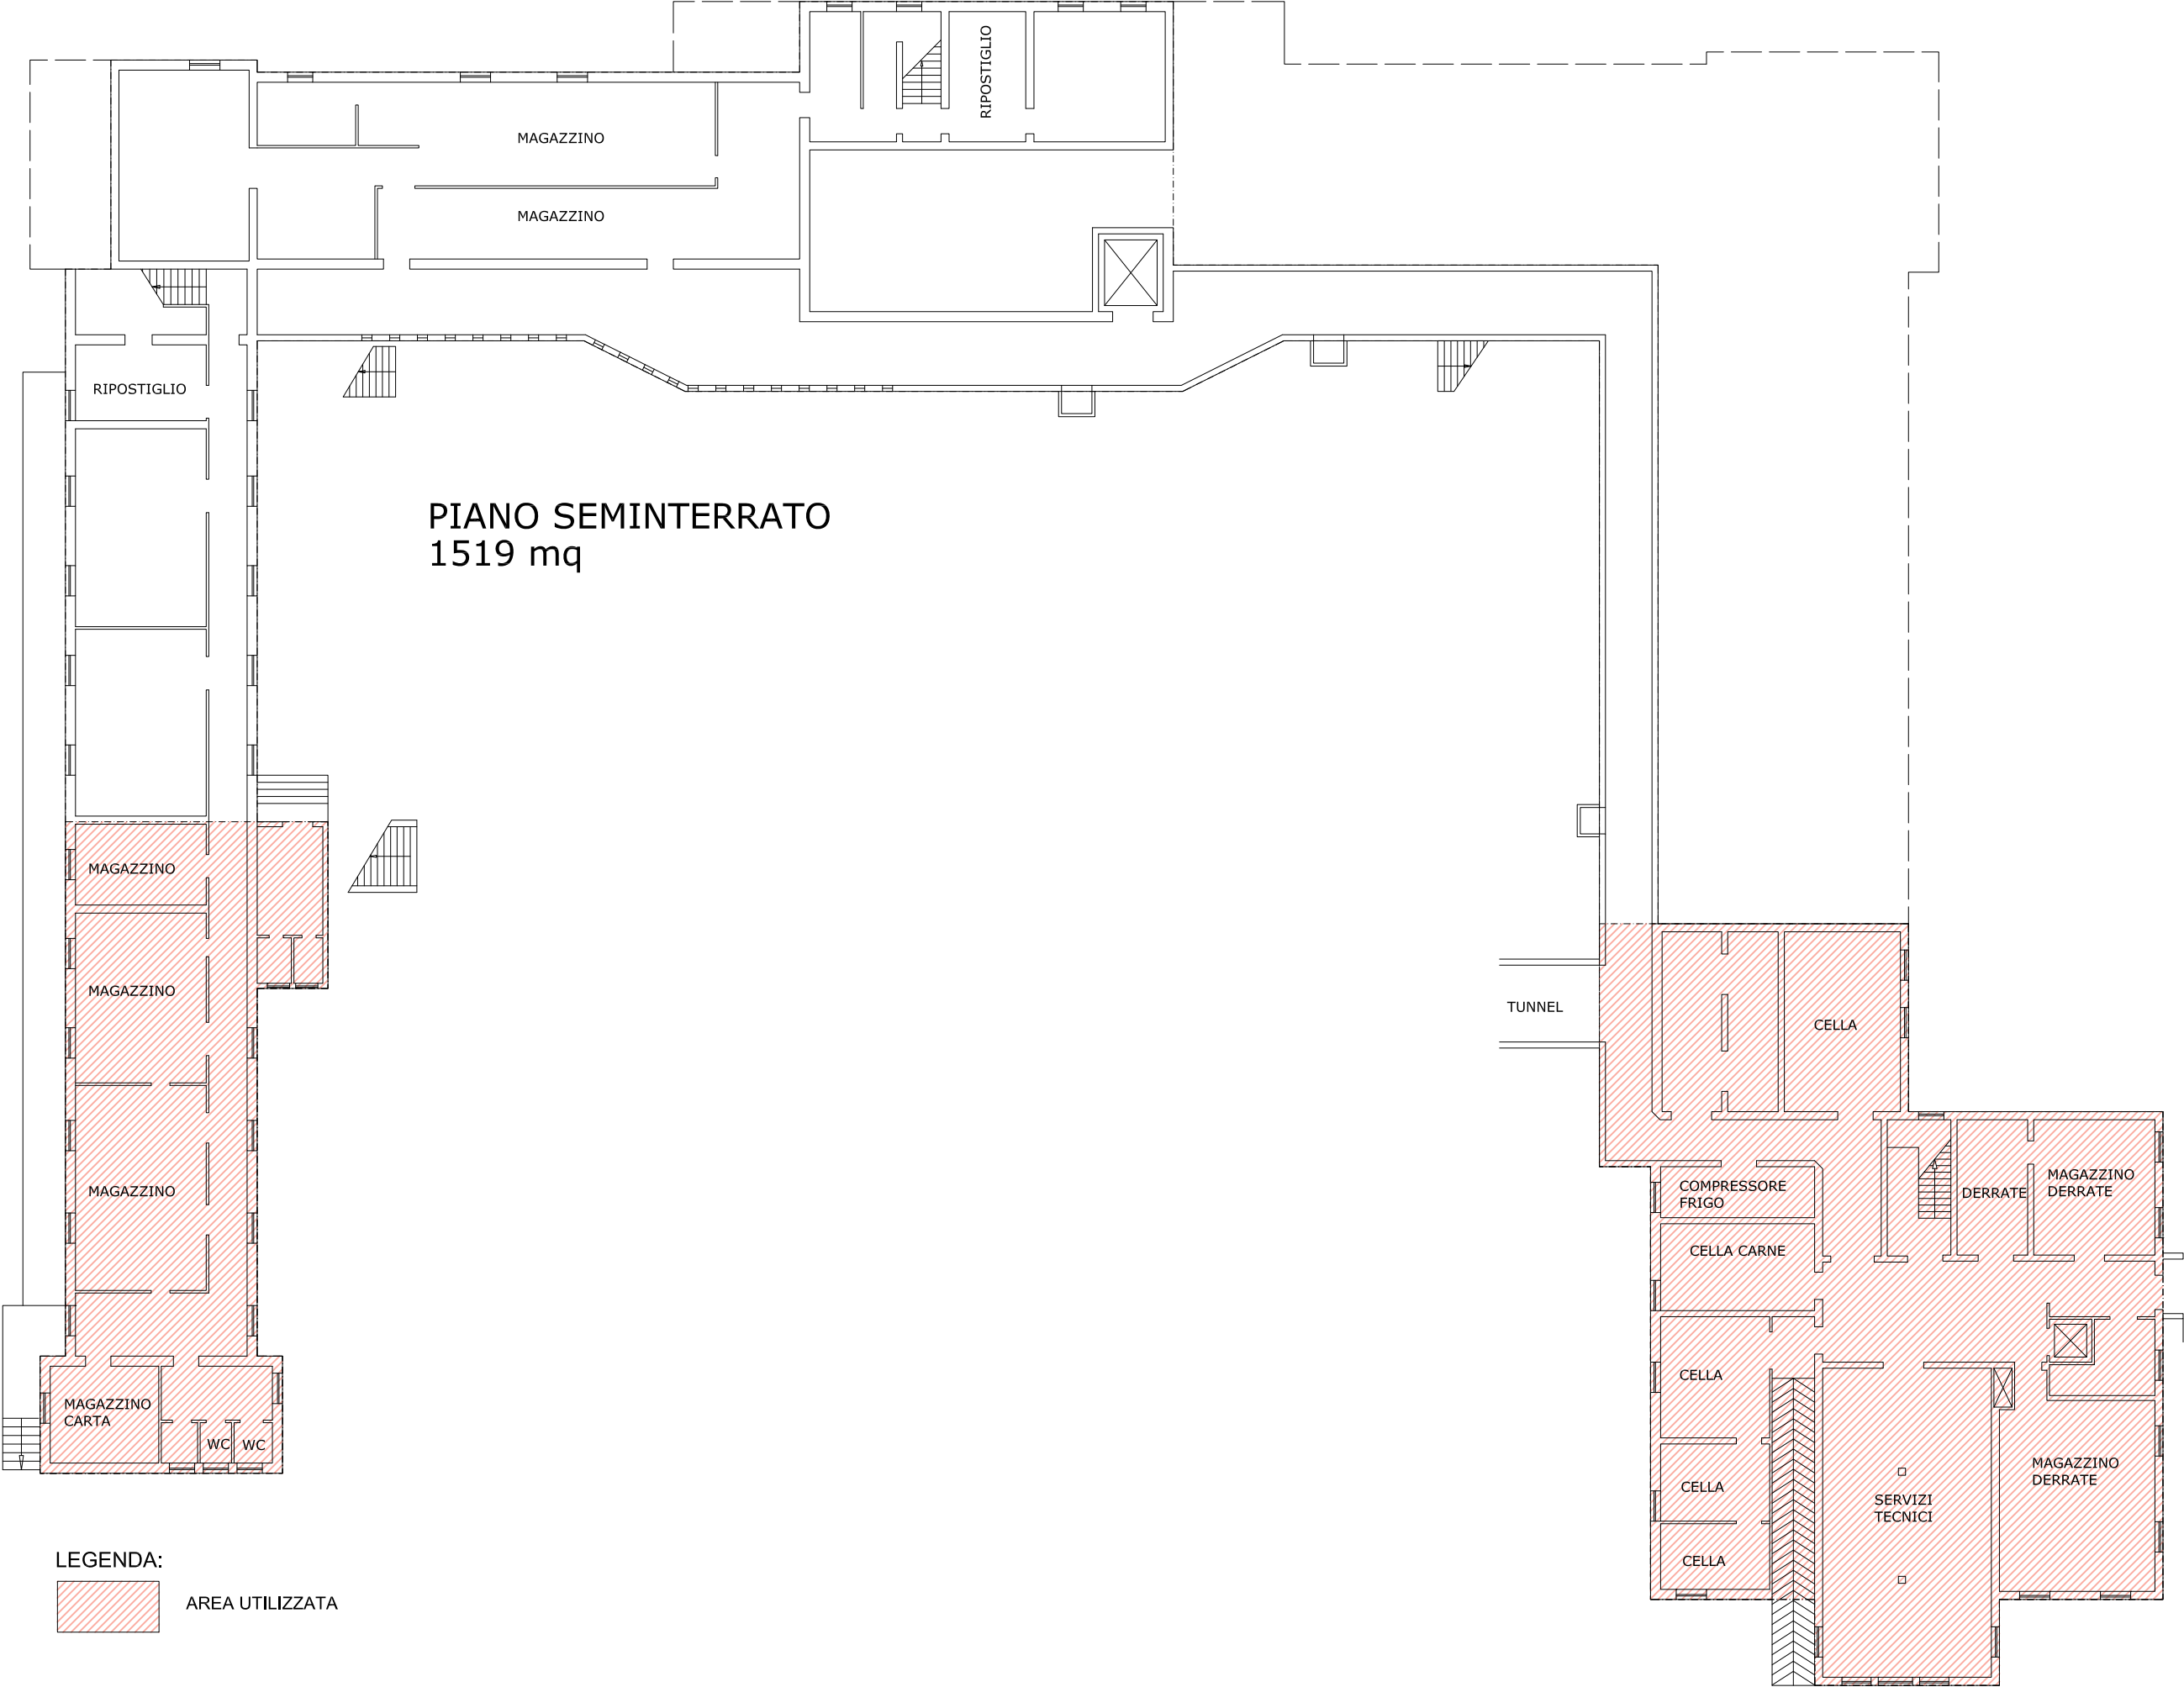 RIPOSTIGLIO
MAGAZZINO
MAGAZZINO
RIPOSTIGLIO
PIANO SEMINTERRATO
1519 mq
MAGAZZINO
MAGAZZINO
MAGAZZINO
MAGAZZINO
CARTA
WC
WC
TUNNEL
CELLA
COMPRESSORE
FRIGO
DERRATE
MAGAZZINO
DERRATE
CELLA CARNE
CELLA
CELLA
CELLA
SERVIZI
TECNICI
MAGAZZINO
DERRATE
LEGENDA:
AREA UTILIZZATA